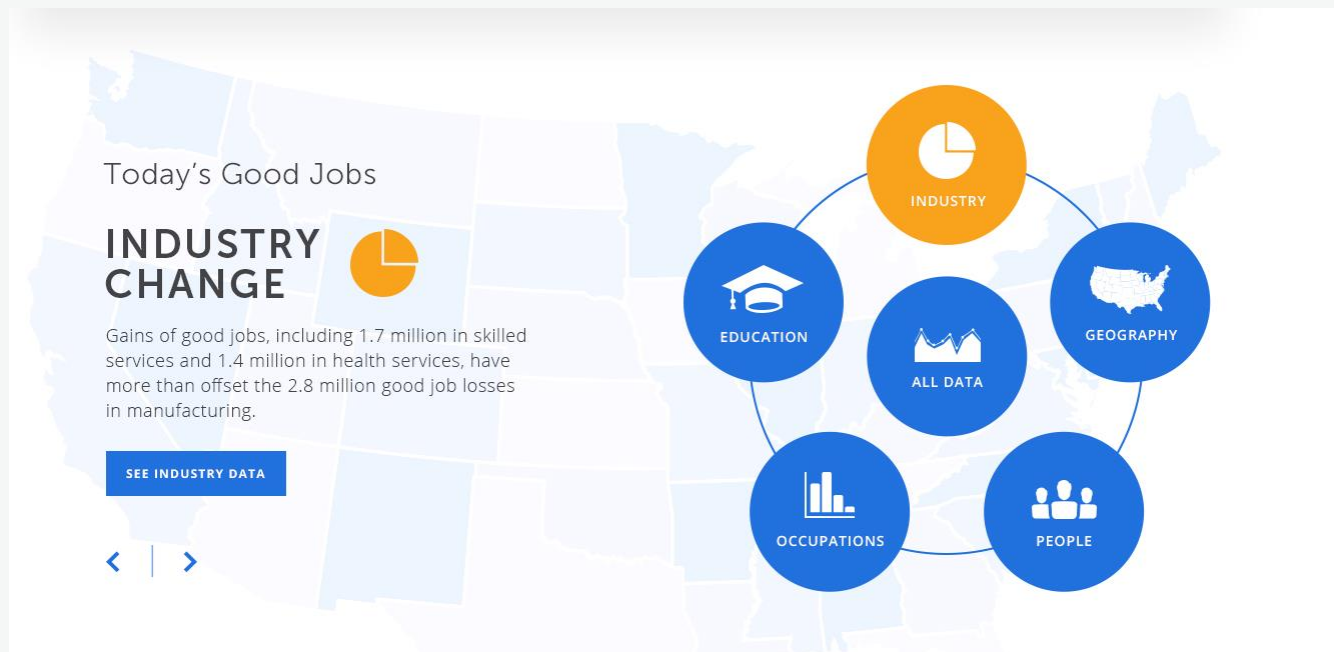 Today's Good Jobs
INDUSTRY
CHANGE
Gains of good jobs, including 1.7 million in skilled
services and 1.4 million in health services, have
more than offset the 2.8 million good job losses
in manufacturing.
SEE INDUSTRY DATA
INDUSTRY
EDUCATION
GEOGRAPHY
ALL DATA
OCCUPATIONS
PEOPLE